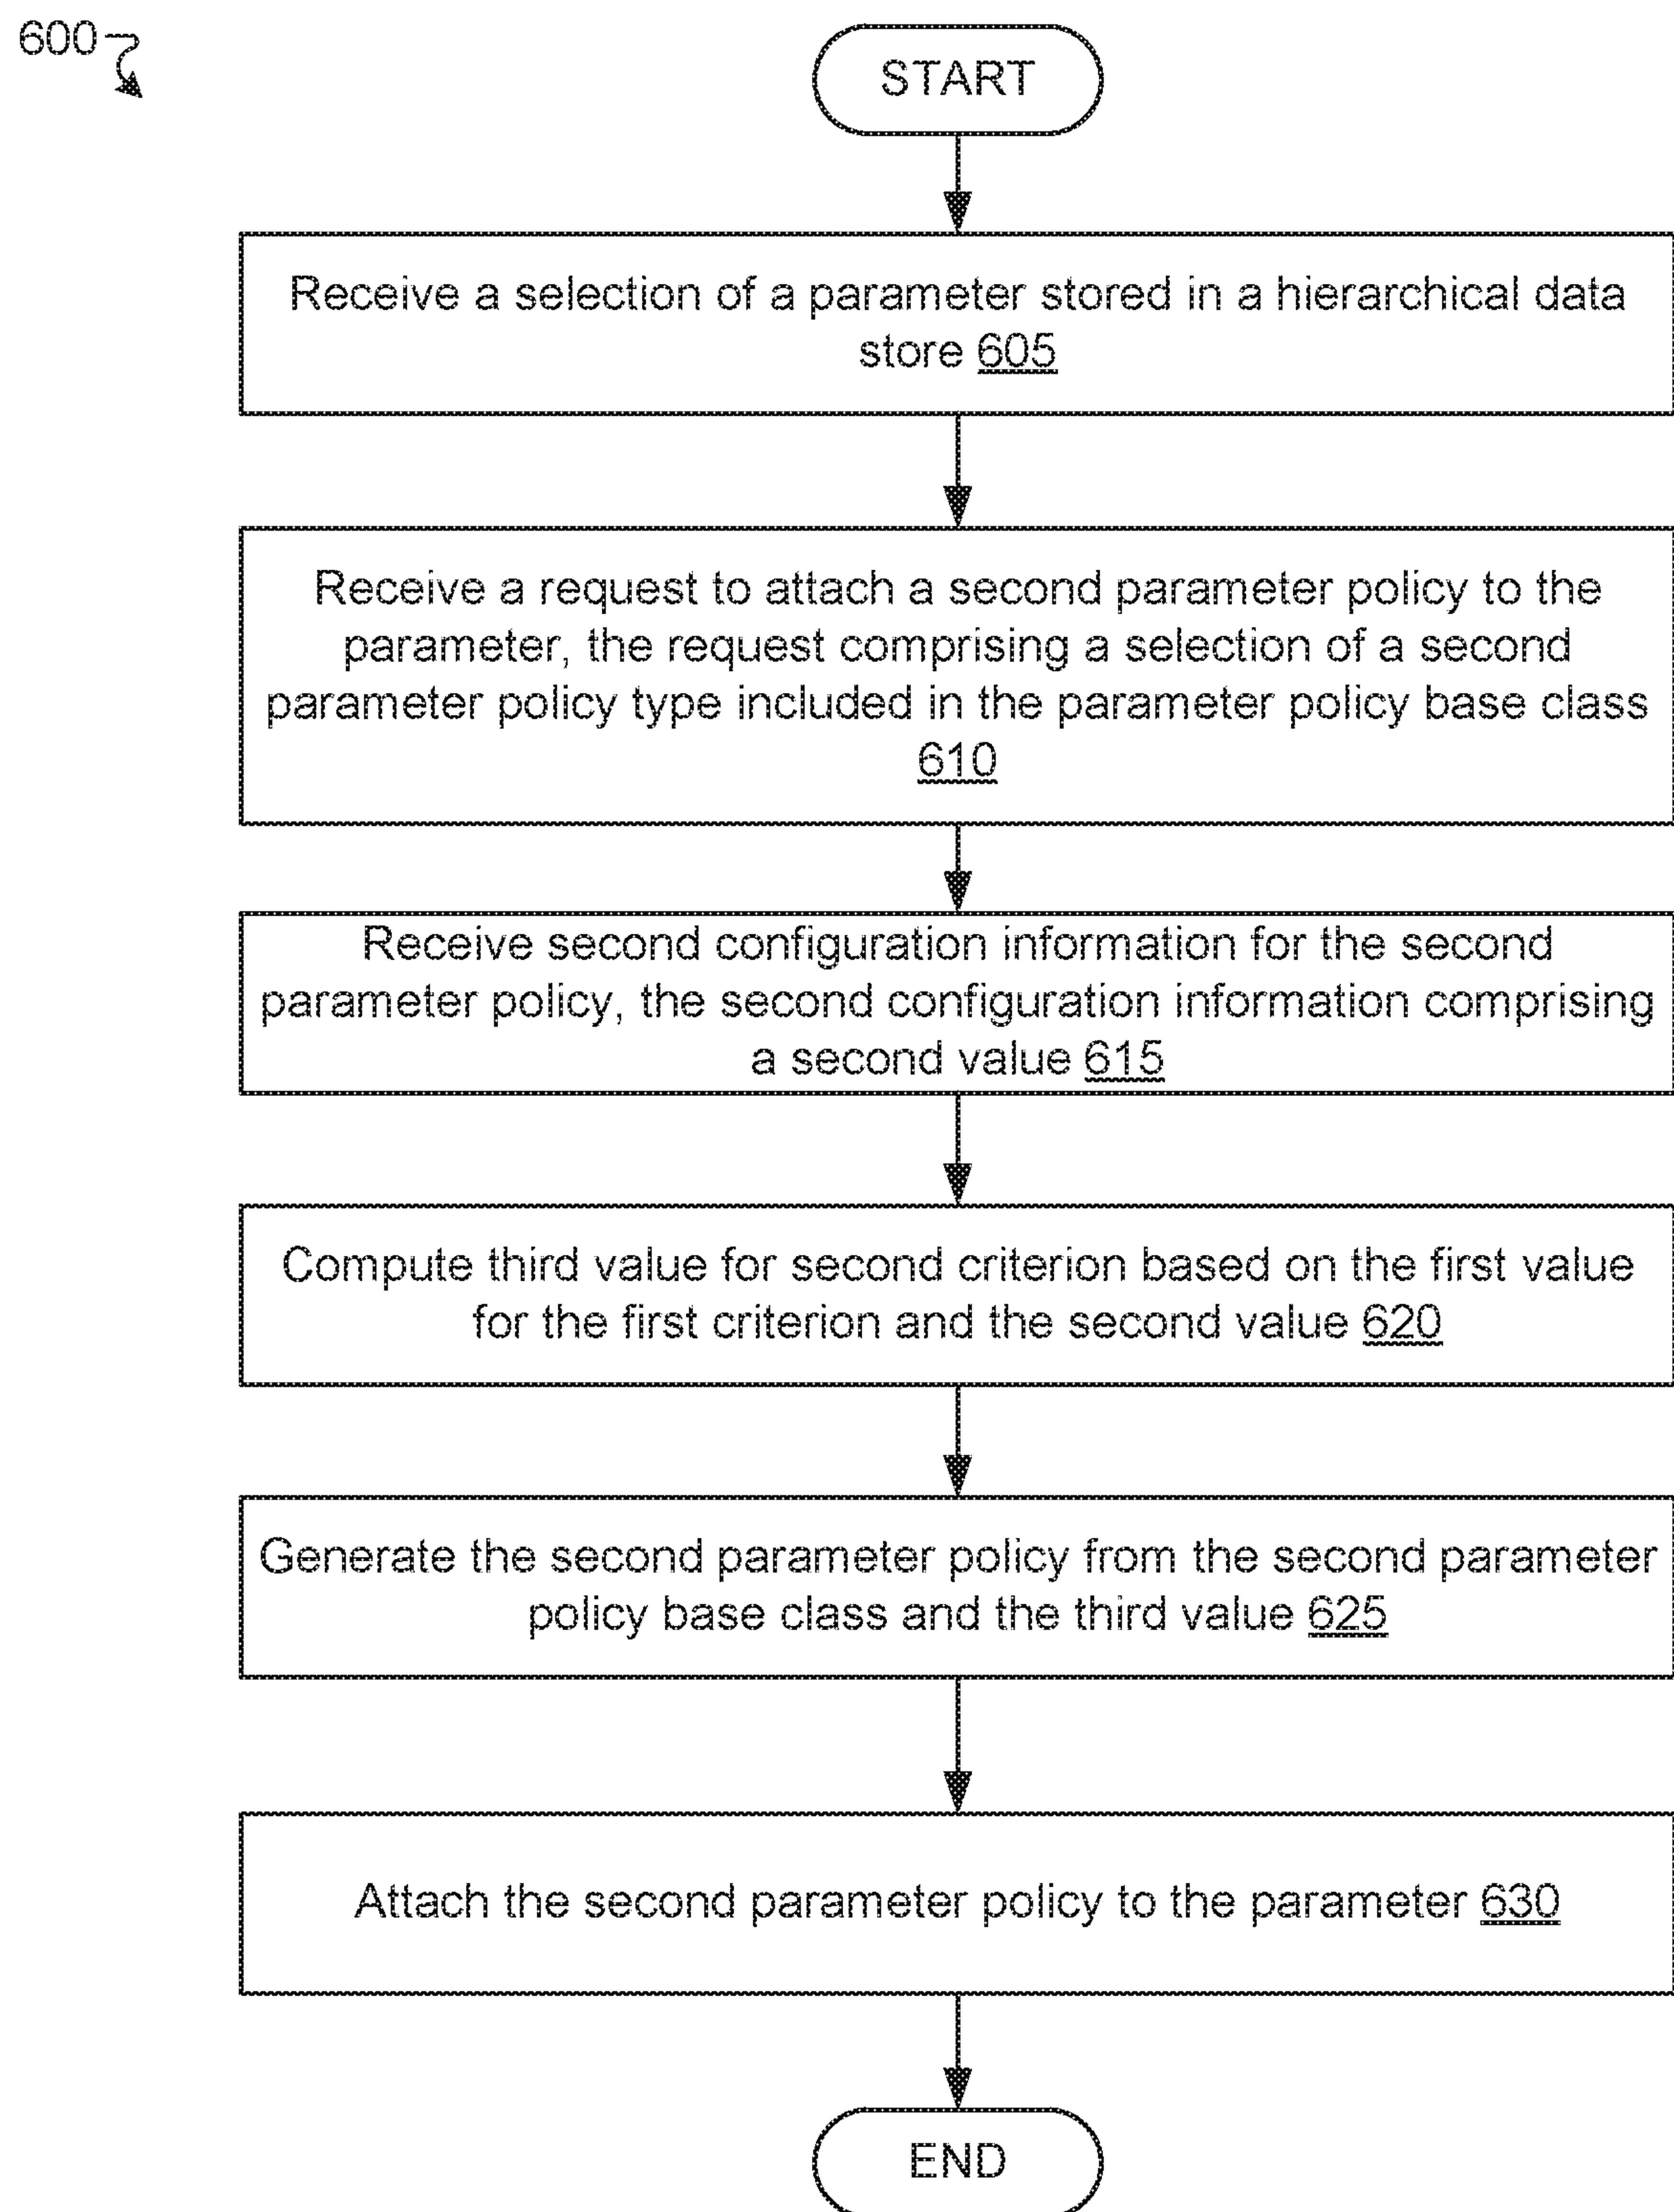 600
START
Receive a selection of a parameter stored in a hierarchical data
store 605
Receive a request to attach a second parameter policy to the
parameter, the request comprising a selection of a second
parameter policy type included in the parameter policy base class
610
Receive second configuration information for the second
parameter policy, the second configuration information comprising
a second value 615
Compute third value for second criterion based on the first value
for the first criterion and the second value 620
Generate the second parameter policy from the second parameter
policy base class and the third value 625
Attach the second parameter policy to the parameter 630
END